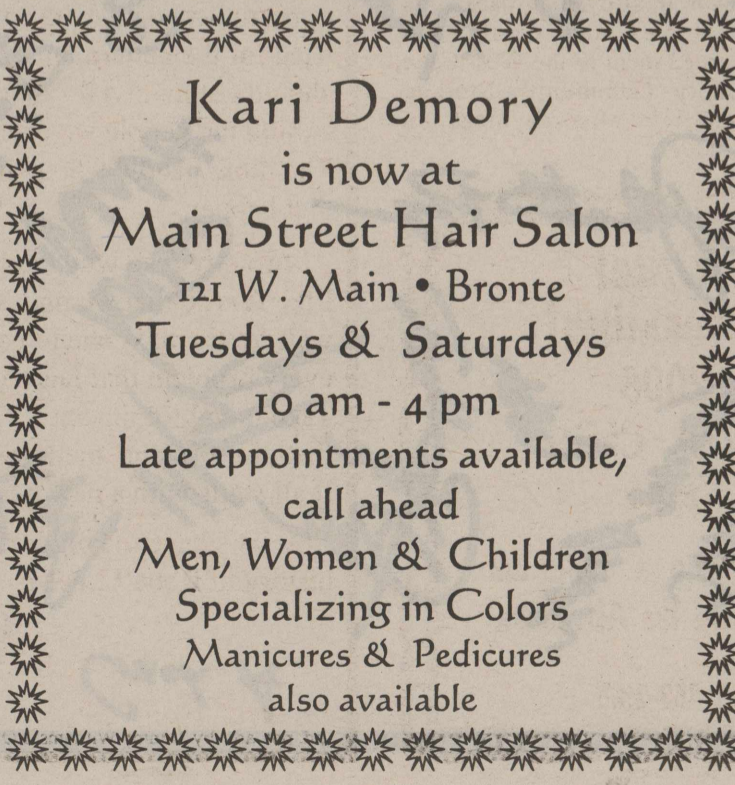 Kari Demory
is now at
Main Street Hair Salon
121 W. Main • Bronte
Tuesdays & Saturdays
10 am - 4 pm
Late appointments available,
call ahead
Men, Women & Children
Specializing in Colors
Manicures & Pedicures
also available